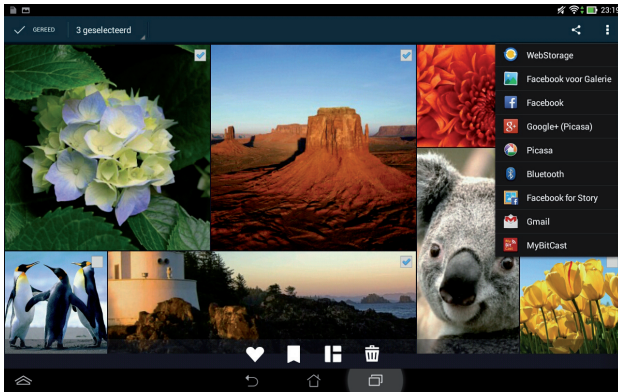 23:19
GEREED
3 geselecteerd
WebStorage
Facebook voor Galerie
Facebook
Google+ (Picasa)
Picasa
Bluetooth
Facebook for Story
Gmail
MyBitCast